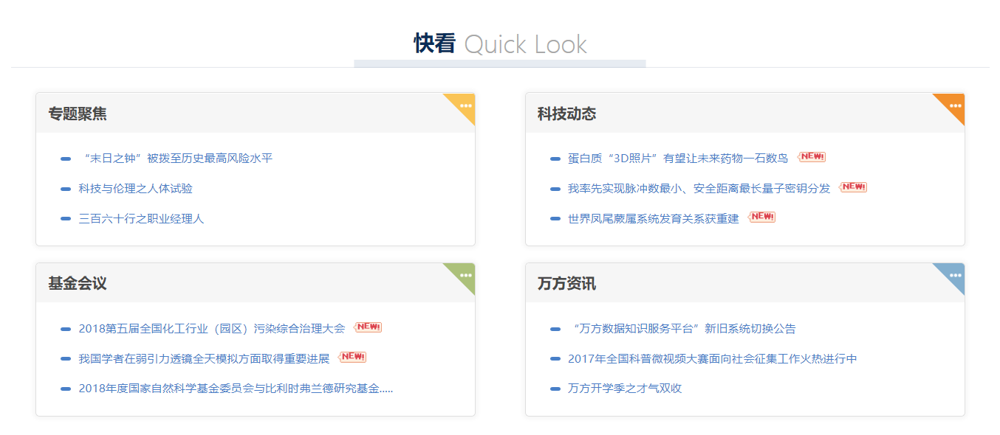 快看 Quick Look
专题聚焦
“末日之钟”被拨至历史最高风险水平
科技与伦理之人体试验
三百六十行之职业经理人
科技动态
蛋白质“3D照片”有望让未来药物一石数鸟 NEW!
我率先实现脉冲数最小、安全距离最长量子密钥分发 NEW!
世界凤尾蕨属系统发育关系获重建 NEW!
基金会议
2018第五届全国化工行业（园区）污染综合治理大会 NEW!
我国学者在弱引力透镜全天模拟方面取得重要进展 NEW!
2018年度国家自然科学基金委员会与比利时弗兰德研究基金.....
万方资讯
“万方数据知识服务平台”新旧系统切换公告
2017年全国科普微视频大赛面向社会征集工作火热进行中
万方开学季之才气双收